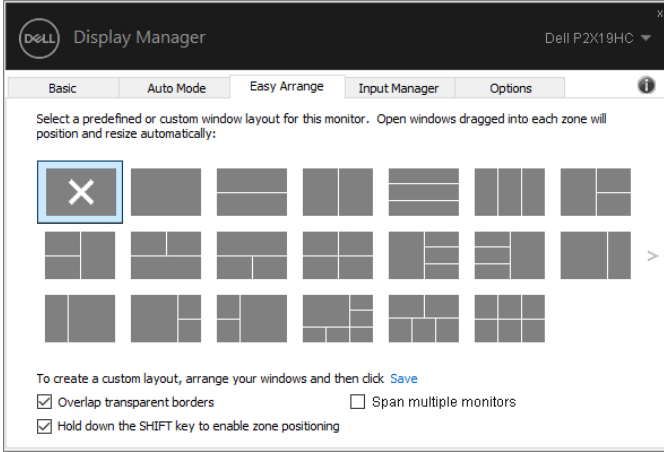 DELL Display Manager
x
Dell P2X19HC
Basic Auto Mode Easy Arrange Input Manager Options i
Select a predefined or custom window layout for this monitor. Open windows dragged into each zone will
position and resize automatically:
>
To create a custom layout, arrange your windows and then click Save
Overlap transparent borders Span multiple monitors
Hold down the SHIFT key to enable zone positioning